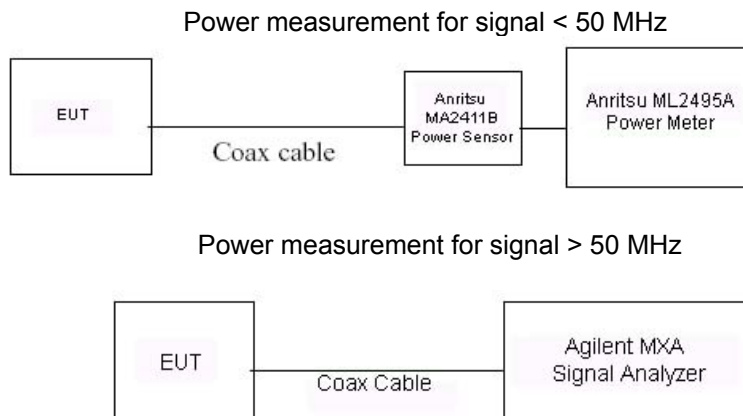 Power measurement for signal < 50 MHz
EUT
Coax cable
Anritsu
MA2411B
Power Sensor
Anritsu ML2495A
Power Meter
Power measurement for signal > 50 MHz
EUT
Coax Cable
Agilent MXA
Signal Analyzer